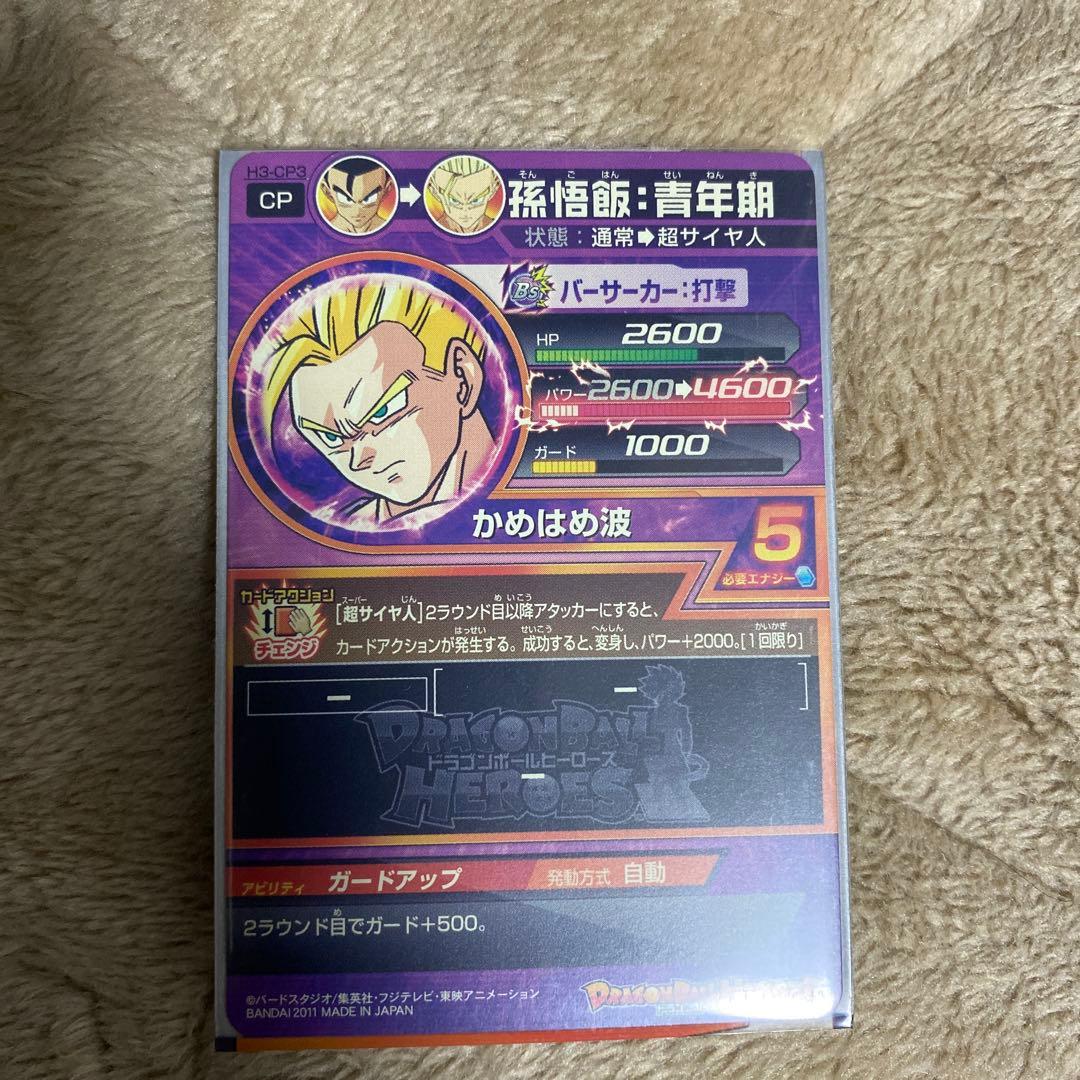 H3-CP3
CP
孫悟飯:青年期
そん ご はん せい ねん き
状態:通常➡超サイヤ人
Bs バーサーカー:打撃
HP 2600
パワー 2600➡4600
ガード 1000
かめはめ波
5
必要エナジー
カードアクション
チェンジ
スーパー じん め いこう
[超サイヤ人]2ラウンド目以降アタッカーにすると、
はっせい せいこう へんしん かいかぎ
カードアクションが発生する。成功すると、変身し、パワー+2000。[1回限り]
ー
ー
DRAGONBALL
ドラゴンボールヒーローズ
HEROES
ー
アビリティ ガードアップ 発動方式 自動
め
2ラウンド目でガード+500。
©バードスタジオ/集英社・フジテレビ・東映アニメーション
BANDAI 2011 MADE IN JAPAN
DRAGONBALL